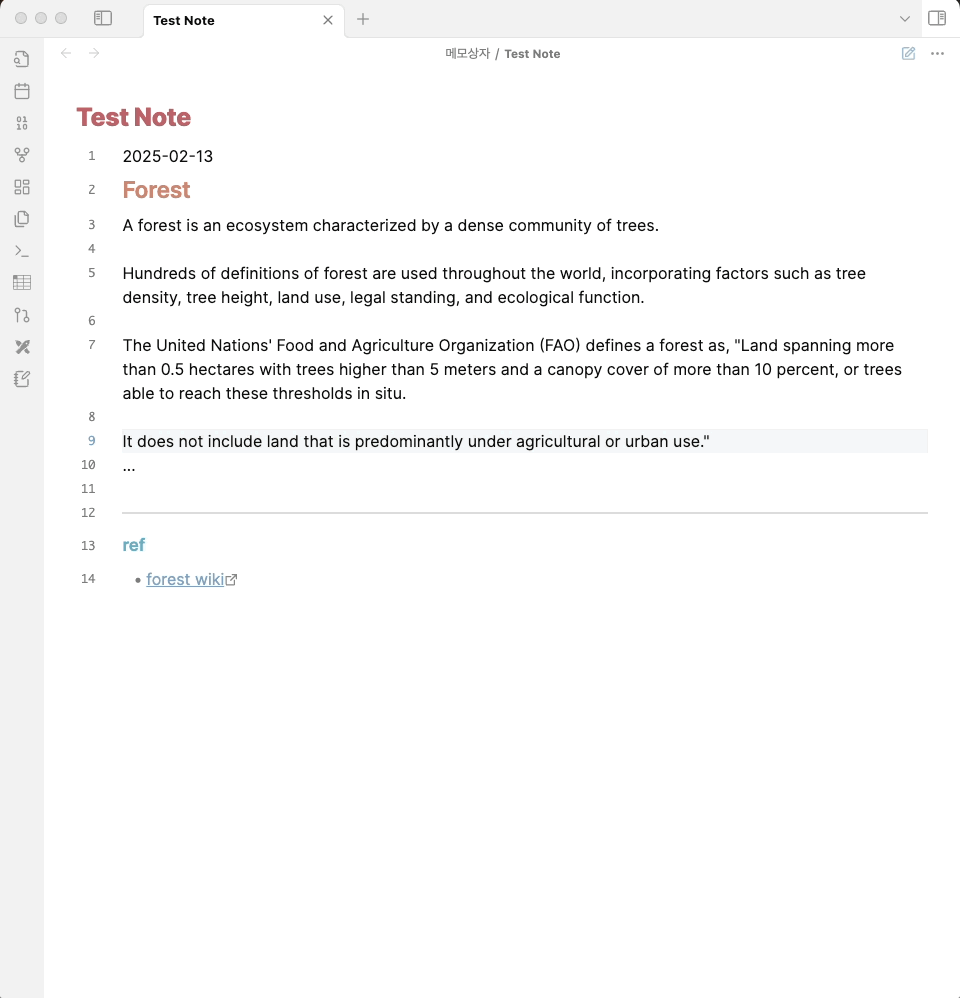 Test Note
메모상자 / Test Note
01
10
Test Note
1 2025-02-13
2 Forest
3 A forest is an ecosystem characterized by a dense community of trees.
4
5 Hundreds of definitions of forest are used throughout the world, incorporating factors such as tree
density, tree height, land use, legal standing, and ecological function.
6
7 The United Nations' Food and Agriculture Organization (FAO) defines a forest as, "Land spanning more
than 0.5 hectares with trees higher than 5 meters and a canopy cover of more than 10 percent, or trees
able to reach these thresholds in situ.
8
9 It does not include land that is predominantly under agricultural or urban use."
10 ...
11
12
13 ref
14 • forest wiki